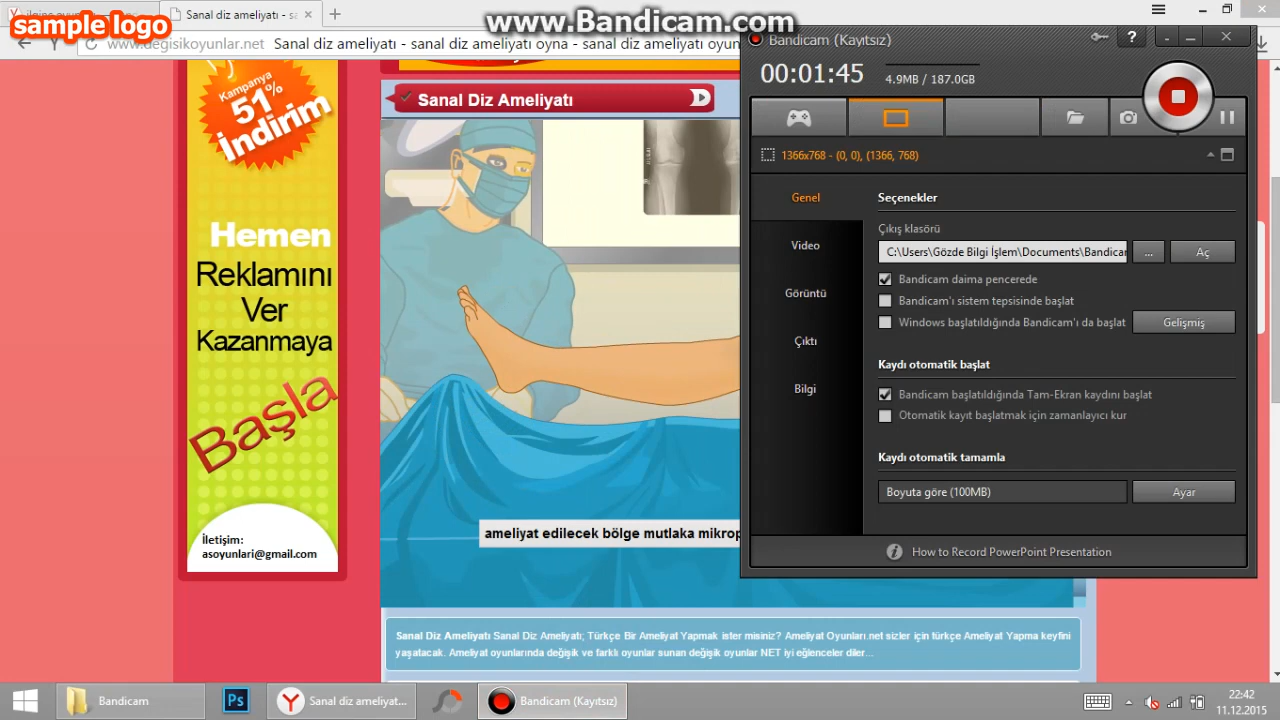 sample logo
www.Bandicam.com
Sanal diz ameliyatı - sa
www.degisikoyunlar.net
Sanal diz ameliyatı - sanal diz ameliyatı oyna - sanal diz ameliyatı oyun
Kampanya
51%
İndirim
Hemen
Reklamını
Ver
Kazanmaya
Başla
İletişim:
asoyunlari@gmail.com
Sanal Diz Ameliyatı
ameliyat edilecek bölge mutlaka mikrop
Sanal Diz Ameliyatı Sanal Diz Ameliyatı; Türkçe Bir Ameliyat Yapmak ister misiniz? Ameliyat Oyunları.net sizler için türkçe Ameliyat Yapma keyfini
yaşatacak. Ameliyat oyunlarında değişik ve farklı oyunlar sunan değişik oyunlar NET iyi eğlenceler diler...
Bandicam (Kayıtsız)
00:01:45
4.9MB / 187.0GB
1366x768 - (0, 0), (1366, 768)
Genel
Video
Görüntü
Çıktı
Bilgi
Seçenekler
Çıkış klasörü
C:\Users\Gözde Bilgi İşlem\Documents\Bandicam
...
Aç
Bandicam daima pencerede
Bandicam'ı sistem tepsisinde başlat
Windows başlatıldığında Bandicam'ı da başlat
Gelişmiş
Kaydı otomatik başlat
Bandicam başlatıldığında Tam-Ekran kaydını başlat
Otomatik kayıt başlatmak için zamanlayıcı kur
Kaydı otomatik tamamla
Boyuta göre (100MB)
Ayar
How to Record PowerPoint Presentation
Bandicam
Ps
Sanal diz ameliyat...
Bandicam (Kayıtsız)
22:42
11.12.2015